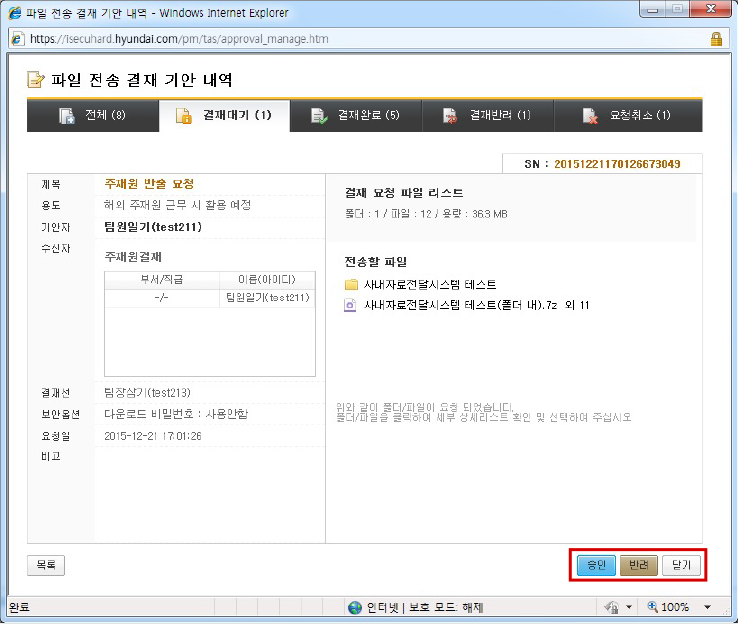 파일 전송 결재 기안 내역 - Windows Internet Explorer
https://isecuhard.hyundai.com/pm/tas/approval_manage.htm
파일 전송 결재 기안 내역
전체 (8)
결재대기 (1)
결재완료 (5)
결재반려 (1)
요청취소 (1)
SN : 20151221170126673049
제목 주재원 반출 요청
용도 해외 주재원 근무 시 활용 예정
기안자 팀원일기(test211)
수신자
주재원결재
부서/직급 이름(아이디)
-/- 팀원일기(test211)
결재선 팀장삼기(test213)
보안옵션 다운로드 비밀번호 : 사용안함
요청일 2015-12-21 17:01:26
비고
결재 요청 파일 리스트
폴더 : 1 / 파일 : 12 / 용량 : 36.3 MB
전송할 파일
사내자료전달시스템 테스트
사내자료전달시스템 테스트(폴더 내).7z 외 11
위와 같이 폴더/파일이 요청 되었습니다.
폴더/파일을 클릭하여 세부 상세리스트 확인 및 선택하여 주십시오
목록
승인
반려
닫기
완료
인터넷 | 보호 모드: 해제
100%